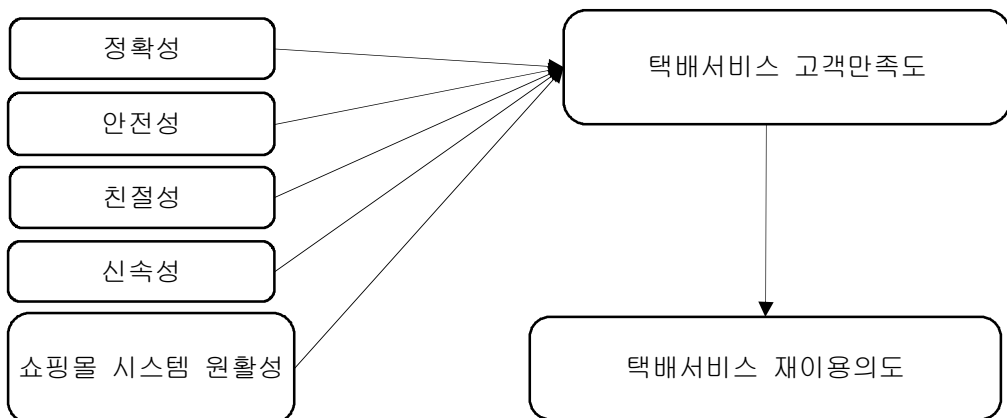 정확성
안전성
친절성
신속성
쇼핑몰 시스템 원활성
택배서비스 고객만족도
택배서비스 재이용의도